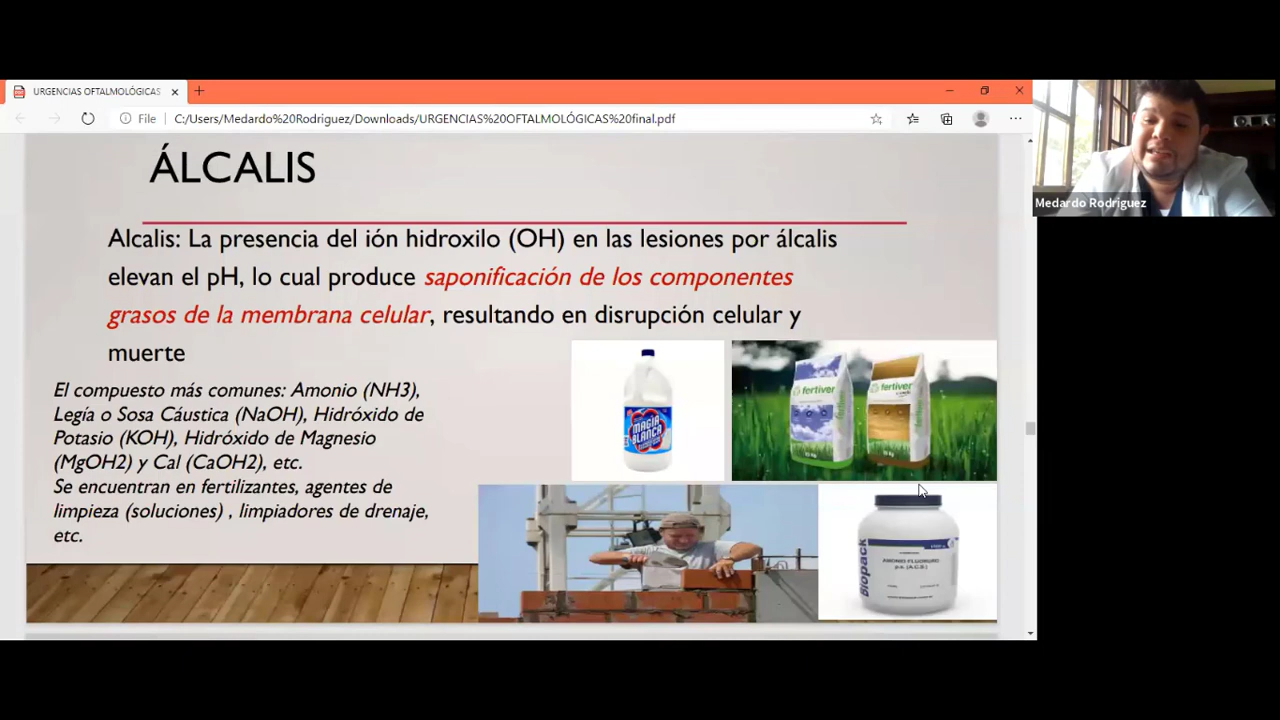 URGENCIAS OFTALMOLÓGICAS
File
C:/Users/Medardo%20Rodriguez/Downloads/URGENCIAS%20OFTALMOLÓGICAS%20final.pdf
Medardo Rodriguez
ÁLCALIS
Alcalis: La presencia del ión hidroxilo (OH) en las lesiones por álcalis
elevan el pH, lo cual produce saponificación de los componentes
grasos de la membrana celular, resultando en disrupción celular y
muerte
El compuesto más comunes: Amonio (NH3),
Legía o Sosa Cáustica (NaOH), Hidróxido de
Potasio (KOH), Hidróxido de Magnesio
(MgOH2) y Cal (CaOH2), etc.
Se encuentran en fertilizantes, agentes de
limpieza (soluciones) , limpiadores de drenaje,
etc.
MAGIA
BLANCA
fertiver
fertiver
Biopack
AMONIO FLUORURO
p.a. (A.C.S.)